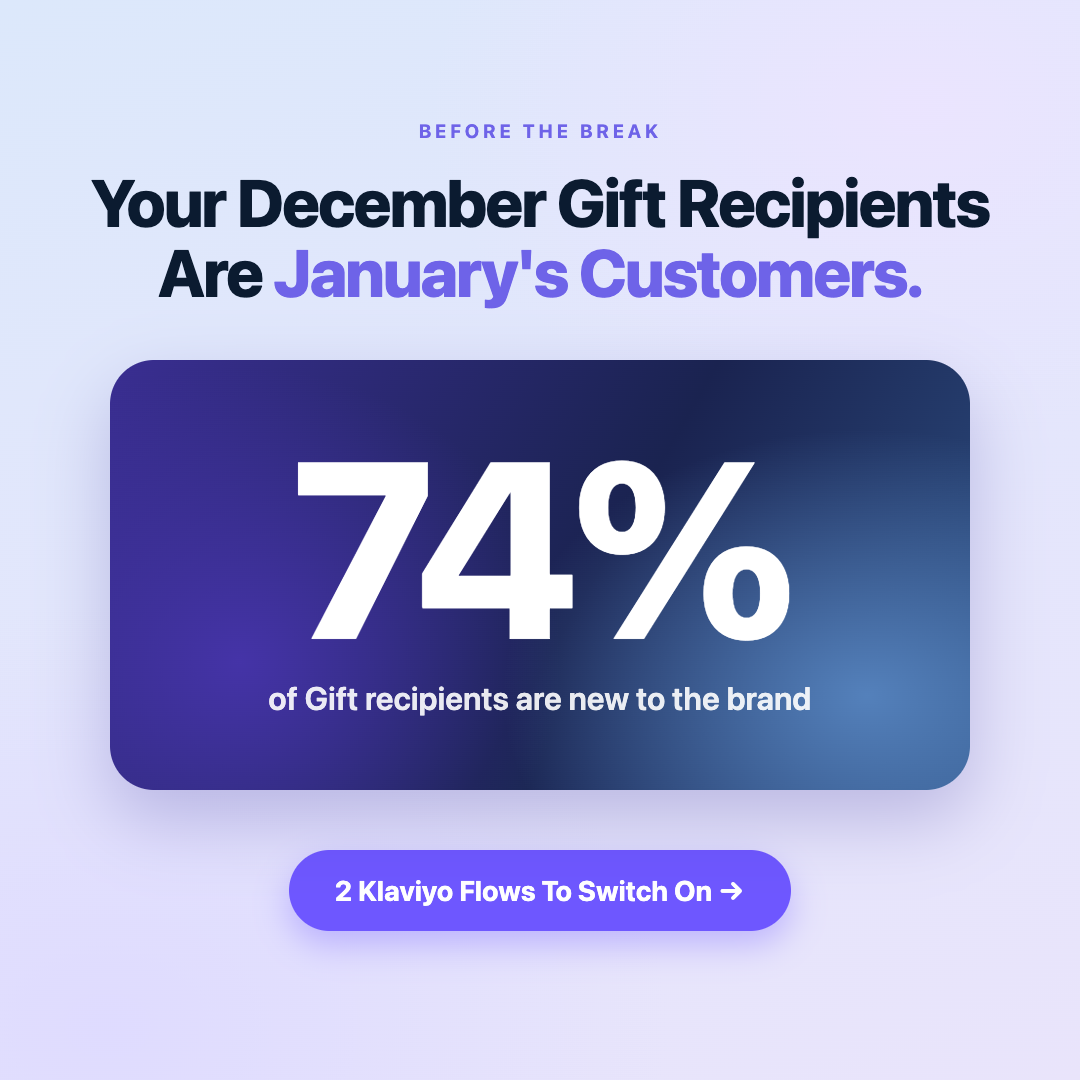 BEFORE THE BREAK
Your December Gift Recipients
Are January's Customers.
74%
of Gift recipients are new to the brand
2 Klaviyo Flows To Switch On →